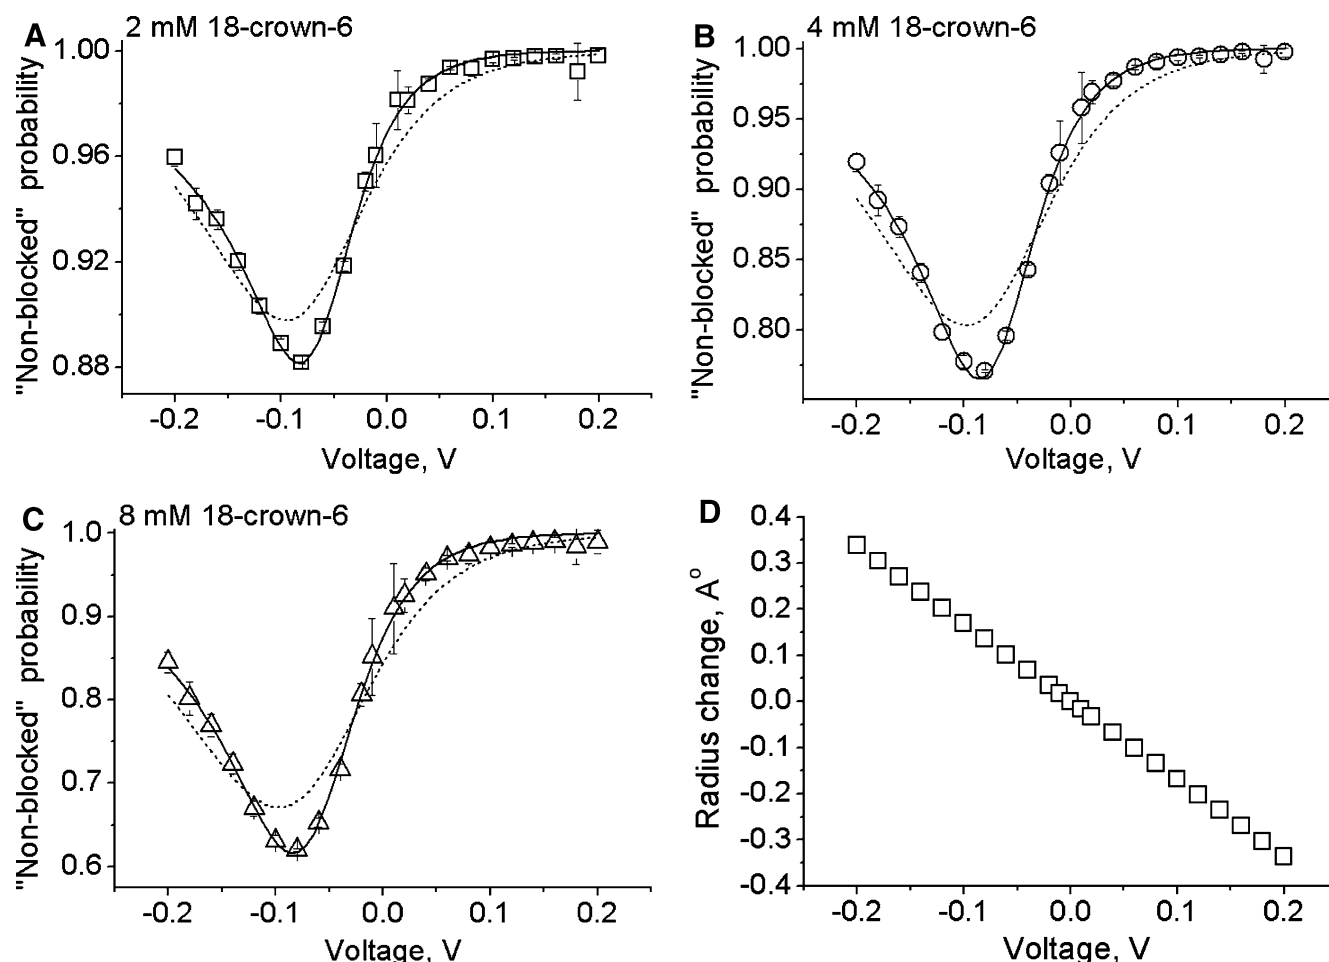 A
2 mM 18-crown-6
"Non-blocked" probability
1.00
0.96
0.92
0.88
-0.2
-0.1
0.0
0.1
0.2
Voltage, V
B
4 mM 18-crown-6
"Non-blocked" probability
1.00
0.95
0.90
0.85
0.80
-0.2
-0.1
0.0
0.1
0.2
Voltage, V
C
8 mM 18-crown-6
"Non-blocked" probability
1.0
0.9
0.8
0.7
0.6
-0.2
-0.1
0.0
0.1
0.2
Voltage, V
D
Radius change, Aº
0.4
0.3
0.2
0.1
0.0
-0.1
-0.2
-0.3
-0.4
-0.2
-0.1
0.0
0.1
0.2
Voltage, V